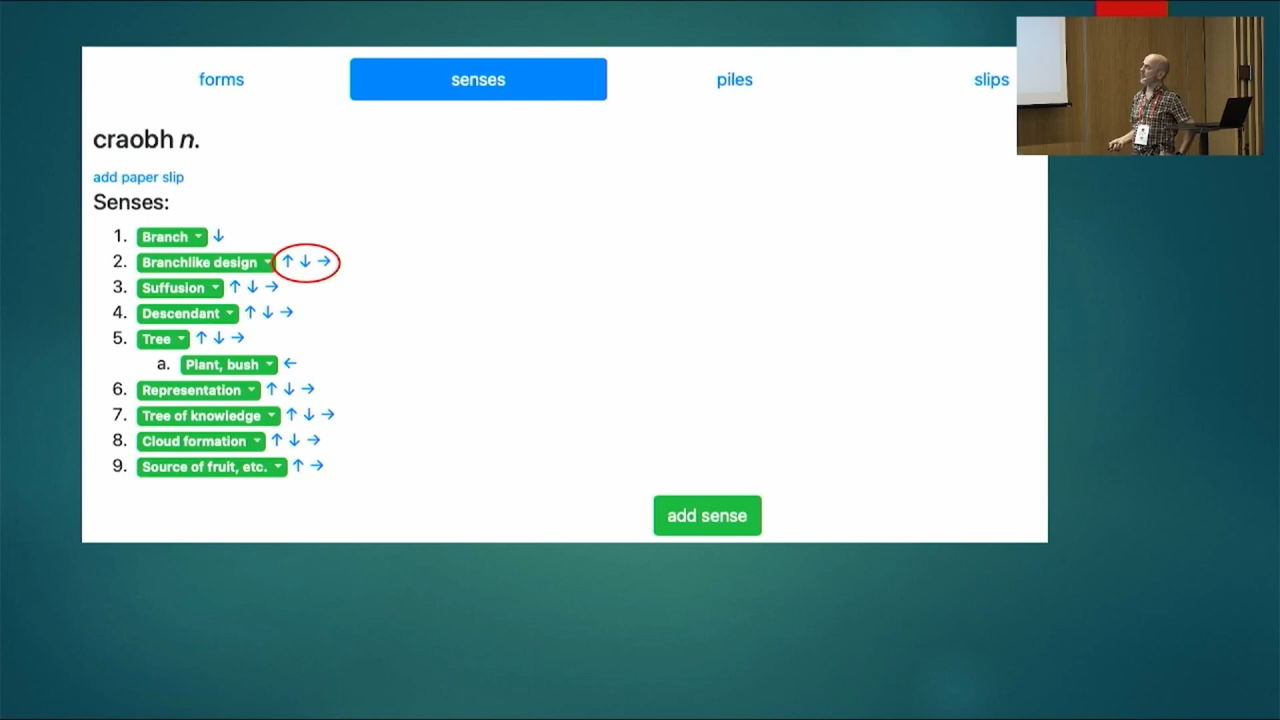 forms senses piles slips
craobh n.
add paper slip
Senses:
1. Branch ↓
2. Branchlike design ↑ ↓ →
3. Suffusion ↑ ↓ →
4. Descendant ↑ ↓ →
5. Tree ↑ ↓ →
a. Plant, bush ←
6. Representation ↑ ↓ →
7. Tree of knowledge ↑ ↓ →
8. Cloud formation ↑ ↓ →
9. Source of fruit, etc. ↑ →
add sense